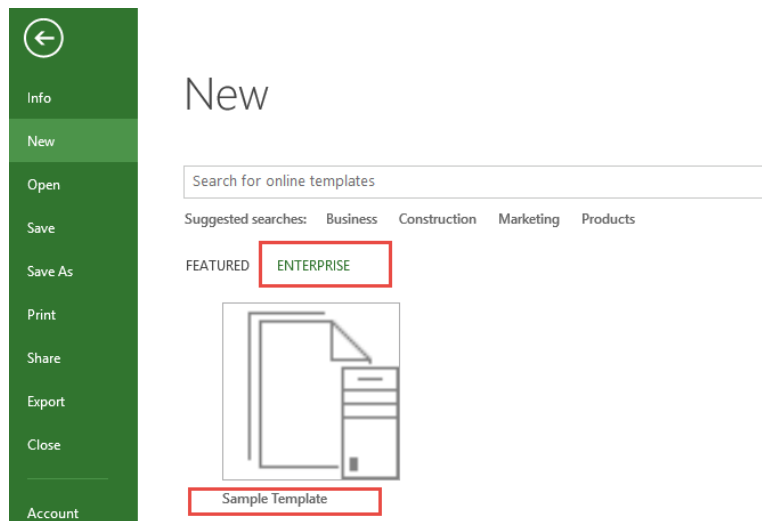 Info
New
Open
Save
Save As
Print
Share
Export
Close
Account
New
Search for online templates
Suggested searches: Business Construction Marketing Products
FEATURED ENTERPRISE
Sample Template